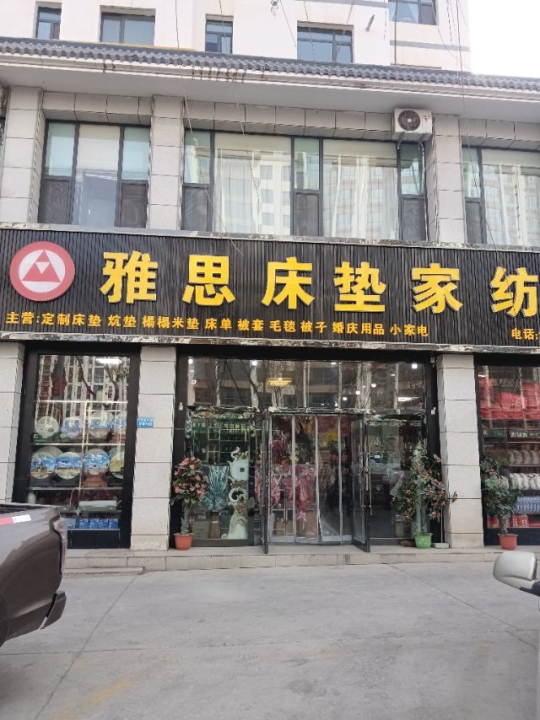 雅思床垫家纺
主营:定制床垫 炕垫 榻榻米垫 床单 被套 毛毯 被子 婚庆用品 小家电
电话: